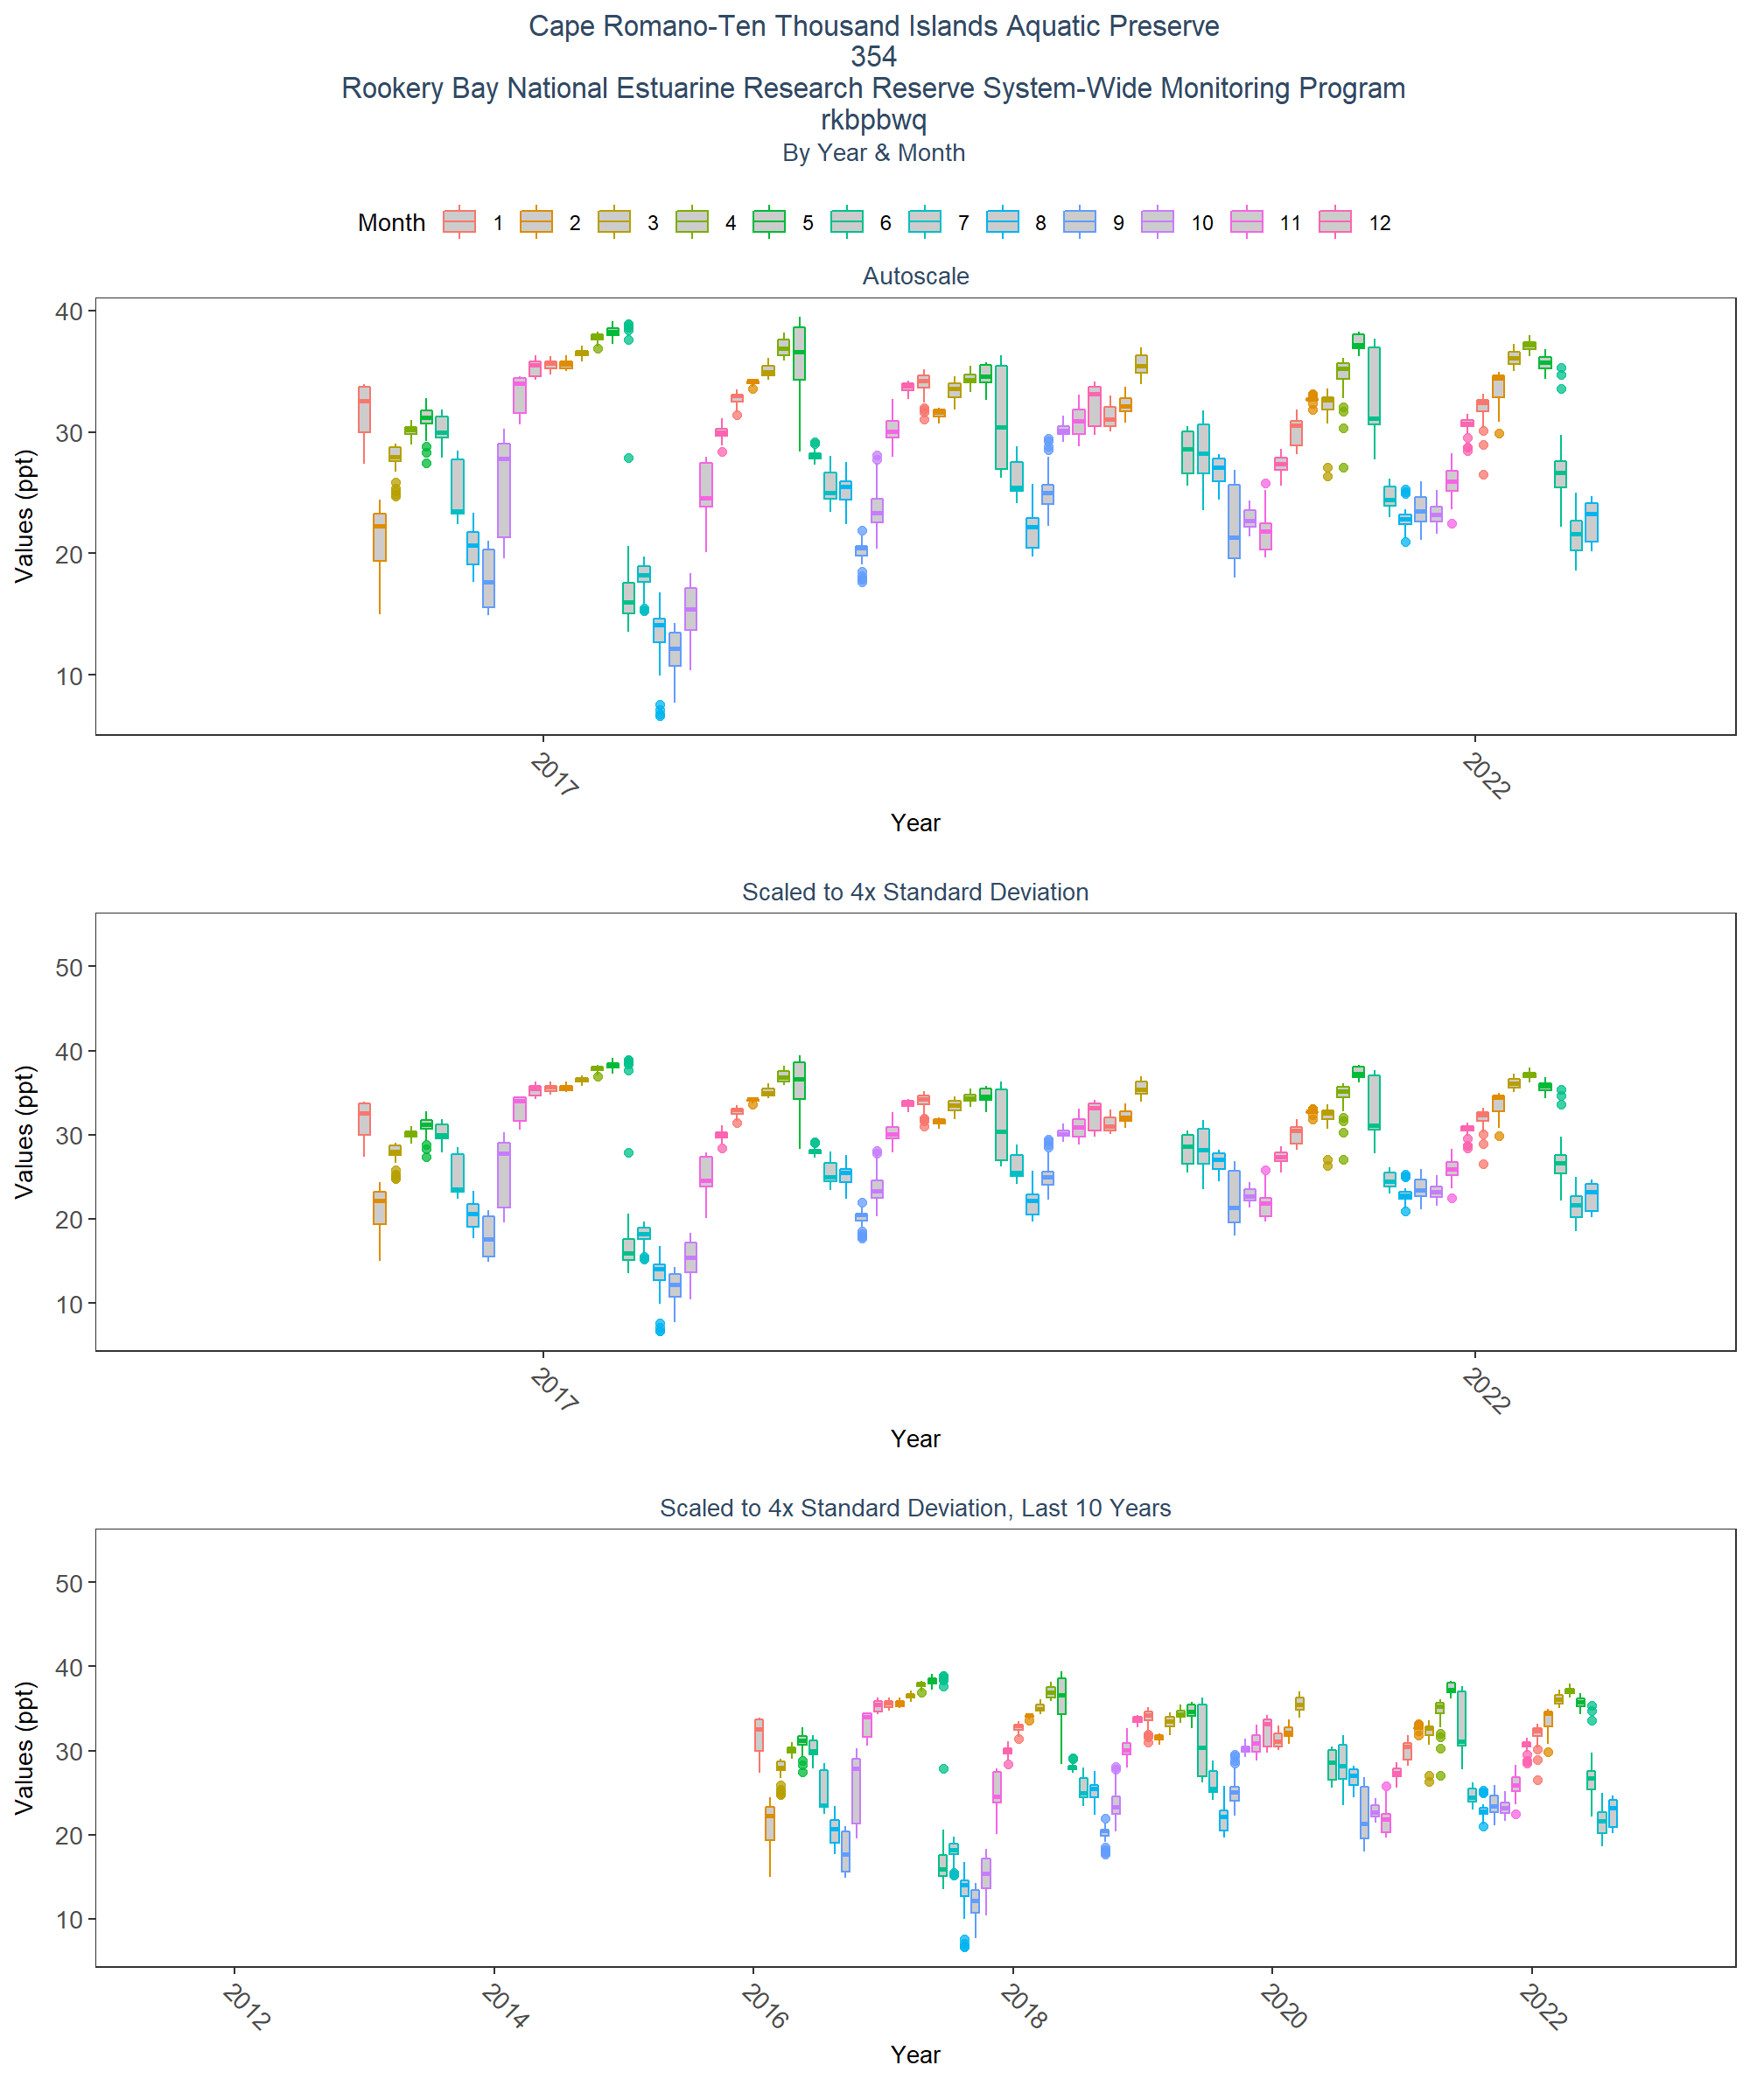 Cape Romano-Ten Thousand Islands Aquatic Preserve
354
Rookery Bay National Estuarine Research Reserve System-Wide Monitoring Program
rkbpbwq
By Year & Month
Month 1 2 3 4 5 6 7 8 9 10 11 12
Autoscale
Values (ppt)
40
30
20
10
2017 2022
Year
Scaled to 4x Standard Deviation
Values (ppt)
50
40
30
20
10
2017 2022
Year
Scaled to 4x Standard Deviation, Last 10 Years
Values (ppt)
50
40
30
20
10
2012 2014 2016 2018 2020 2022
Year